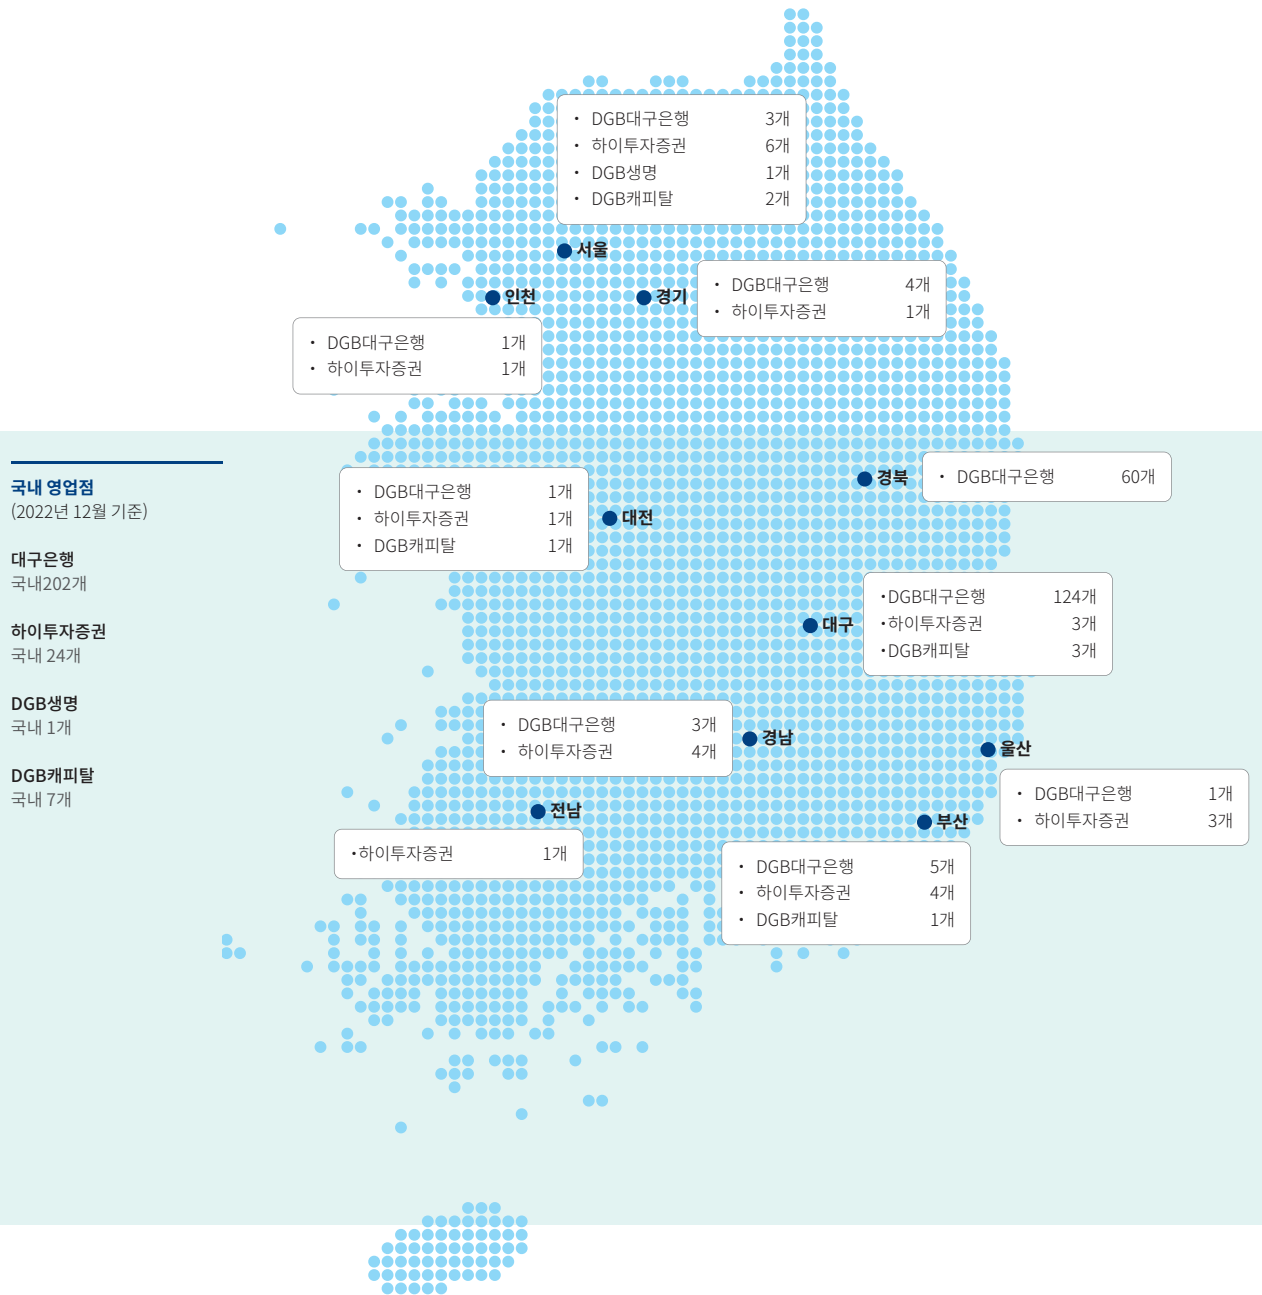 • DGB대구은행 3개
• 하이투자증권 6개
• DGB생명 1개
• DGB캐피탈 2개
서울
• DGB대구은행 4개
• 하이투자증권 1개
인천
경기
• DGB대구은행 1개
• 하이투자증권 1개
국내 영업점
(2022년 12월 기준)
대구은행
국내202개
하이투자증권
국내 24개
DGB생명
국내 1개
DGB캐피탈
국내 7개
경북
• DGB대구은행 60개
• DGB대구은행 1개
• 하이투자증권 1개
• DGB캐피탈 1개
대전
대구
•DGB대구은행 124개
•하이투자증권 3개
•DGB캐피탈 3개
• DGB대구은행 3개
• 하이투자증권 4개
경남
울산
• DGB대구은행 1개
• 하이투자증권 3개
전남
•하이투자증권 1개
부산
• DGB대구은행 5개
• 하이투자증권 4개
• DGB캐피탈 1개